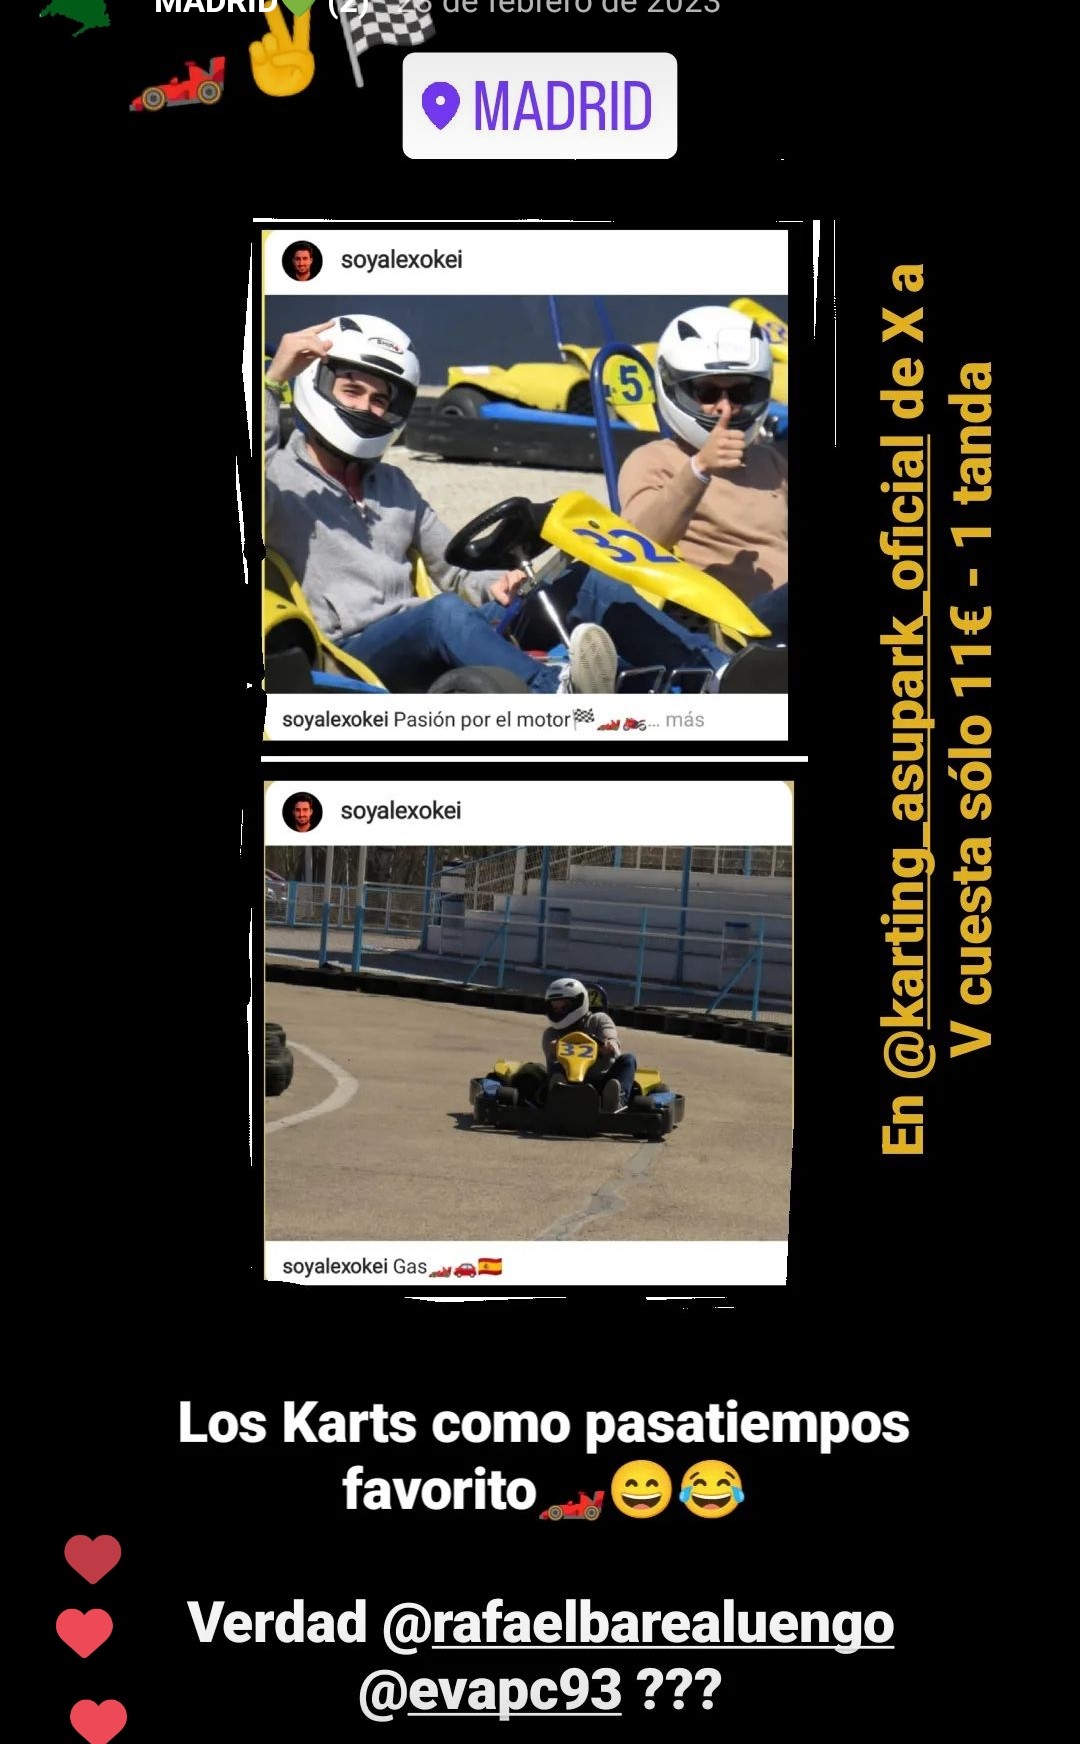 MADRID💚 (2) 26 de febrero de 2023
MADRID
soyalexokei
5
32
soyalexokei Pasión por el motor🏁🏎️🏍️... más
soyalexokei
32
soyalexokei Gas🏎️🚗🇪🇸
En @karting_asupark_oficial de X a
V cuesta sólo 11€ - 1 tanda
Los Karts como pasatiempos
favorito🏎️😄😂
Verdad @rafaelbarealuengo
@evapc93 ???